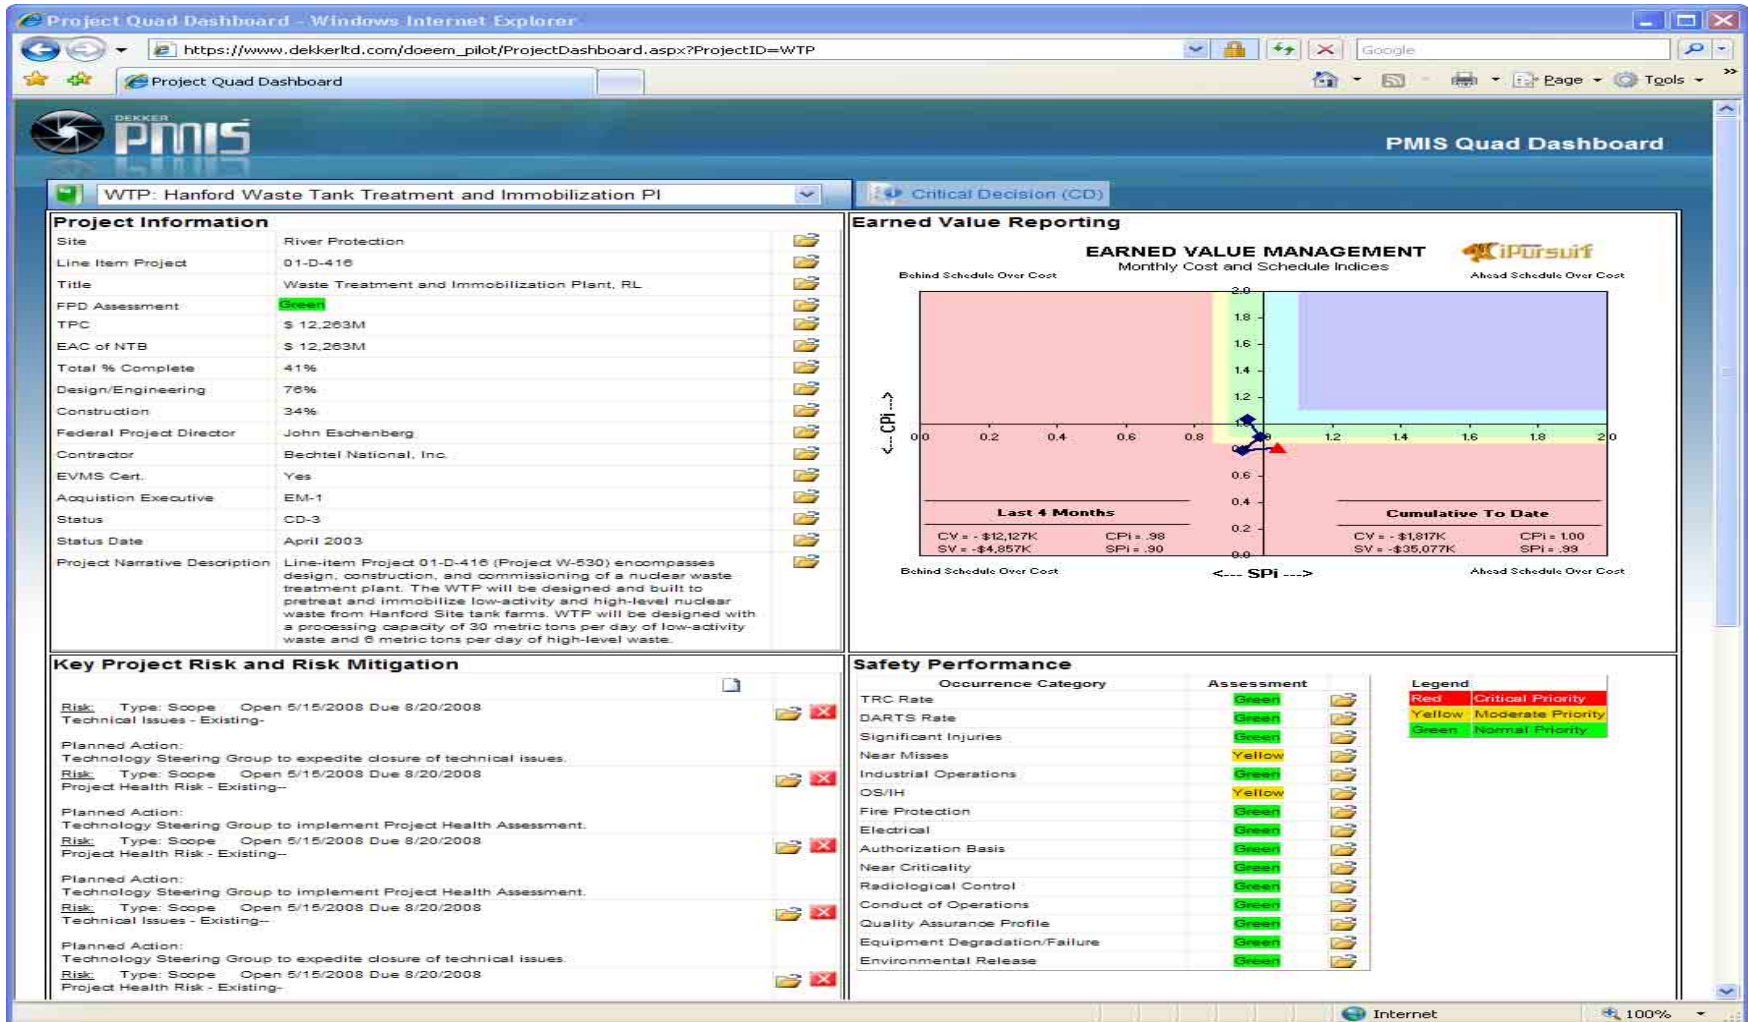 Project Quad Dashboard - Windows Internet Explorer
https://www.dekkerltd.com/doeem_pilot/ProjectDashboard.aspx?ProjectID=WTP
Google
Project Quad Dashboard
Page
Tools
DEKKER
PMIS
PMIS Quad Dashboard
WTP: Hanford Waste Tank Treatment and Immobilization Pl
Critical Decision (CD)
Project Information
Site River Protection
Line Item Project 01-D-416
Title Waste Treatment and Immobilization Plant, RL
FPD Assessment Green
TPC $ 12,263M
EAC of NTB $ 12,263M
Total % Complete 41%
Design/Engineering 76%
Construction 34%
Federal Project Director John Eschenberg
Contractor Bechtel National, Inc.
EVMS Cert. Yes
Acquistion Executive EM-1
Status CD-3
Status Date April 2003
Project Narrative Description Line-item Project 01-D-416 (Project W-530) encompasses
design, construction, and commissioning of a nuclear waste
treatment plant. The WTP will be designed and built to
pretreat and immobilize low-activity and high-level nuclear
waste from Hanford Site tank farms. WTP will be designed with
a processing capacity of 30 metric tons per day of low-activity
waste and 6 metric tons per day of high-level waste.
Earned Value Reporting
EARNED VALUE MANAGEMENT
iPursuit
Monthly Cost and Schedule Indices
Behind Schedule Over Cost
Ahead Schedule Over Cost
2.0
1.8
1.6
1.4
1.2
<--- CPi --->
0.0 0.2 0.4 0.6 0.8 1.2 1.4 1.6 1.8 2.0
0.6
0.4
0.2
0.0
Last 4 Months
CV = - $12,127K CPi = .98
SV = -$4,857K SPi = .90
Cumulative To Date
CV = - $1,817K CPi = 1.00
SV = -$35,077K SPi = .99
Behind Schedule Over Cost
<--- SPi --->
Ahead Schedule Over Cost
Key Project Risk and Risk Mitigation
Risk: Type: Scope Open 5/15/2008 Due 8/20/2008
Technical Issues - Existing-
Planned Action:
Technology Steering Group to expedite closure of technical issues.
Risk: Type: Scope Open 5/15/2008 Due 8/20/2008
Project Health Risk - Existing--
Planned Action:
Technology Steering Group to implement Project Health Assessment.
Risk: Type: Scope Open 5/15/2008 Due 8/20/2008
Project Health Risk - Existing--
Planned Action:
Technology Steering Group to implement Project Health Assessment.
Risk: Type: Scope Open 5/15/2008 Due 8/20/2008
Technical Issues - Existing--
Planned Action:
Technology Steering Group to expedite closure of technical issues.
Risk: Type: Scope Open 5/15/2008 Due 8/20/2008
Project Health Risk - Existing-
Safety Performance
Occurrence Category Assessment
TRC Rate Green
DARTS Rate Green
Significant Injuries Green
Near Misses Yellow
Industrial Operations Green
OS/IH Yellow
Fire Protection Green
Electrical Green
Authorization Basis Green
Near Criticality Green
Radiological Control Green
Conduct of Operations Green
Quality Assurance Profile Green
Equipment Degradation/Failure Green
Environmental Release Green
Legend
Red Critical Priority
Yellow Moderate Priority
Green Normal Priority
Internet
100%